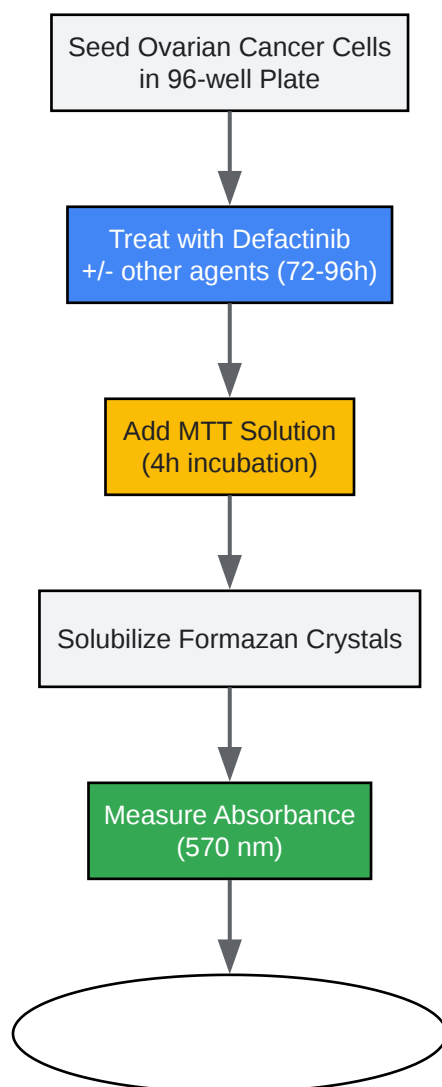 Seed Ovarian Cancer Cells
in 96-well Plate
Treat with Defactinib
+/- other agents (72-96h)
Add MTT Solution
(4h incubation)
Solubilize Formazan Crystals
Measure Absorbance
(570 nm)